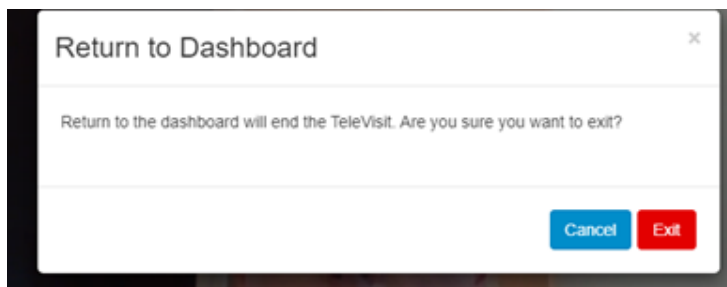 Return to Dashboard
×
Return to the dashboard will end the TeleVisit. Are you sure you want to exit?
Cancel Exit